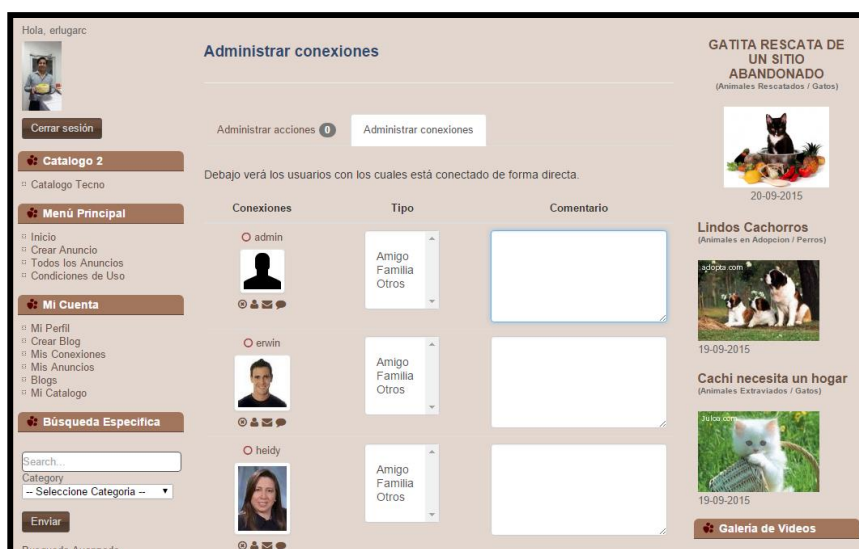 Hola, erlugarc
Cerrar sesión
Catalogo 2
Catalogo Tecno
Menú Principal
Inicio
Crear Anuncio
Todos los Anuncios
Condiciones de Uso
Mi Cuenta
Mi Perfil
Crear Blog
Mis Conexiones
Mis Anuncios
Blogs
Mi Catalogo
Búsqueda Especifica
Search...
Category
-- Seleccione Categoria --
Enviar
Busqueda Avanzada
Administrar conexiones
Administrar acciones 0
Administrar conexiones
Debajo verá los usuarios con los cuales está conectado de forma directa.
Conexiones Tipo Comentario
admin
Amigo
Familia
Otros
erwin
Amigo
Familia
Otros
heidy
Amigo
Familia
Otros
GATITA RESCATA DE
UN SITIO
ABANDONADO
(Animales Rescatados / Gatos)
20-09-2015
Lindos Cachorros
(Animales en Adopcion / Perros)
adopta.com
19-09-2015
Cachi necesita un hogar
(Animales Extraviados / Gatos)
19-09-2015
Galería de Videos